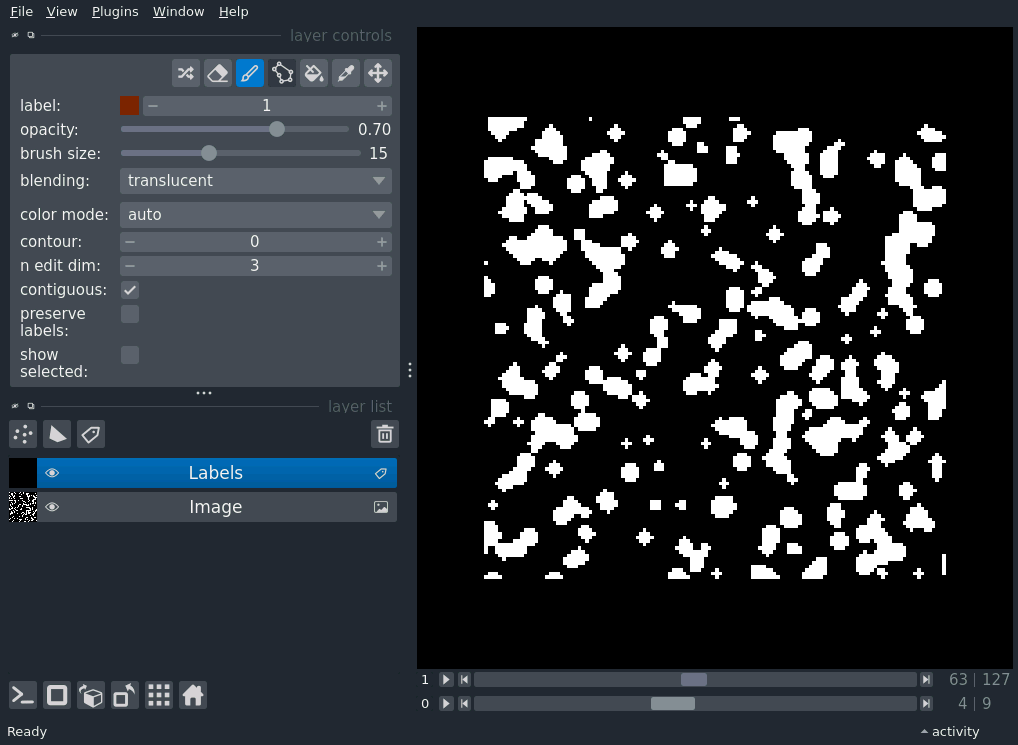 File View Plugins Window Help
layer controls
label: 1
opacity: 0.70
brush size: 15
blending: translucent
color mode: auto
contour: 0
n edit dim: 3
contiguous:
preserve
labels:
show
selected:
layer list
Labels
Image
1 63 | 127
0 4 | 9
Ready activity